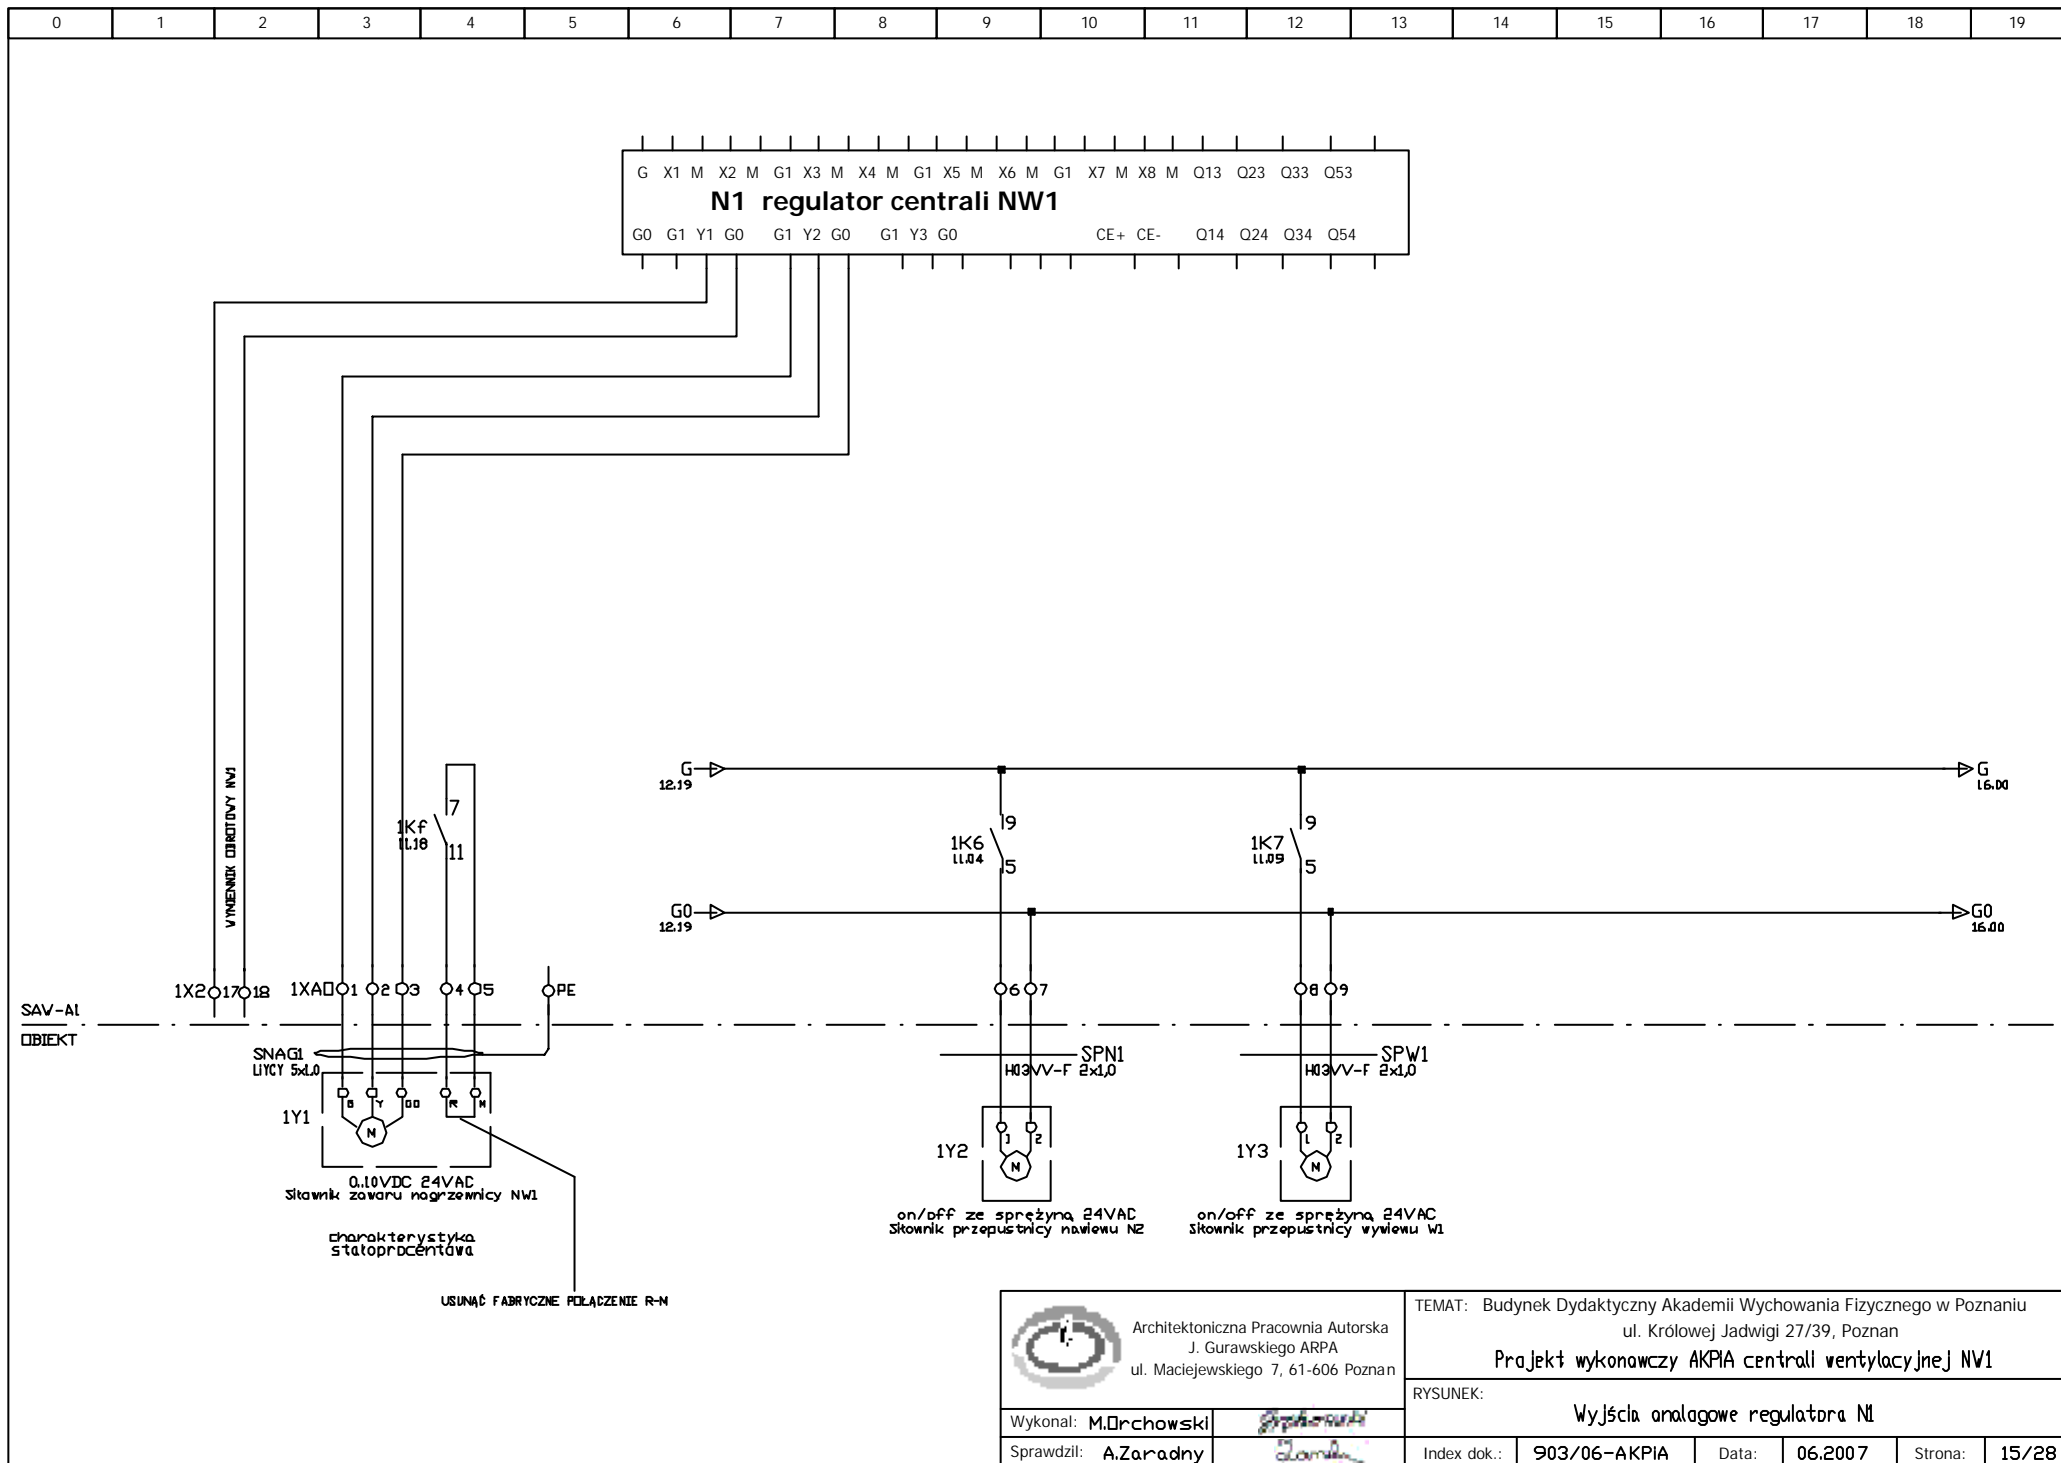 0 1 2 3 4 5 6 7 8 9 10 11 12 13 14 15 16 17 18 19
G X1 M X2 M G1 X3 M X4 M G1 X5 M X6 M G1 X7 M X8 M Q13 Q23 Q33 Q53
N1 regulator centrali NW1
G0 G1 Y1 G0 G1 Y2 G0 G1 Y3 G0 CE+ CE- Q14 Q24 Q34 Q54
WYMIENNIK OBROTOWY NW1
G
12.19
G
16.00
7
1Kf
11.18
11
9
1K6
11.04
5
9
1K7
11.09
5
G0
12.19
G0
16.00
1X2 17 18 1XAO 1 2 3 4 5 PE 6 7 8 9
SAV-A1
OBIEKT
SNAG1
LIYCY 5x1.0
SPN1
H03VV-F 2x1,0
SPW1
H03VV-F 2x1,0
G Y G0 R M
1Y1
M
1 2
1Y2
M
1 2
1Y3
M
0..10VDC 24VAC
Siłownik zaworu nagrzewnicy NW1
charakterystyka
stałoprocentowa
USUNĄĆ FABRYCZNE POŁĄCZENIE R-M
on/off ze sprężyną 24VAC
Siłownik przepustnicy nawiewu N2
on/off ze sprężyną 24VAC
Siłownik przepustnicy wywiewu W1
Architektoniczna Pracownia Autorska
J. Gurawskiego ARPA
ul. Maciejewskiego 7, 61-606 Poznan
TEMAT: Budynek Dydaktyczny Akademii Wychowania Fizycznego w Poznaniu
ul. Królowej Jadwigi 27/39, Poznan
Projekt wykonawczy AKPiA centrali wentylacyjnej NW1
RYSUNEK:
Wyjścia analogowe regulatora N1
Wykonal: M.Orchowski
Sprawdzil: A.Zaradny
Index dok.: 903/06-AKPiA Data: 06.2007 Strona: 15/28